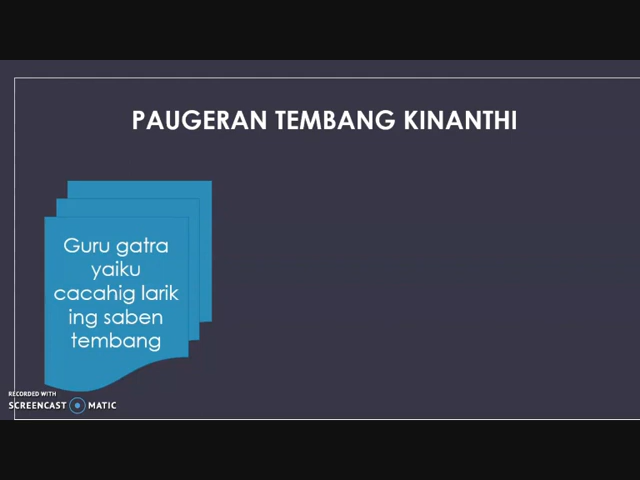 PAUGERAN TEMBANG KINANTHI
Guru gatra
yaiku
cacahig larik
ing saben
tembang
RECORDED WITH
SCREENCAST MATIC